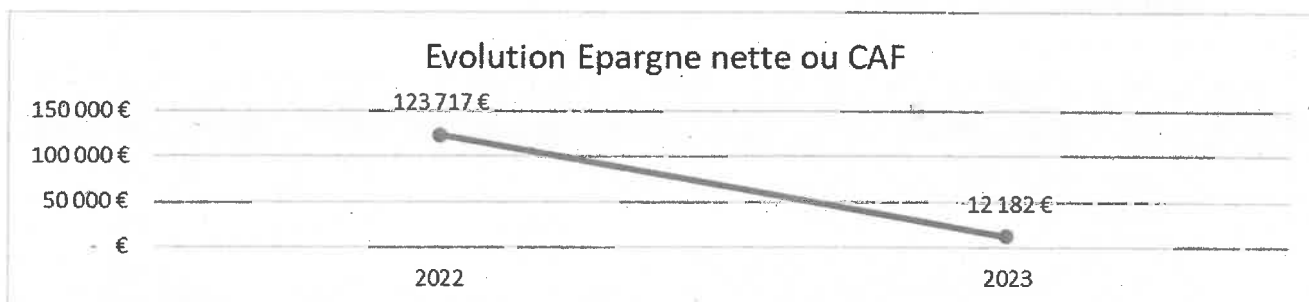 Evolution Epargne nette ou CAF
123 717 €
150 000 €
100 000 €
50 000 €
12 182 €
- €
2022 2023